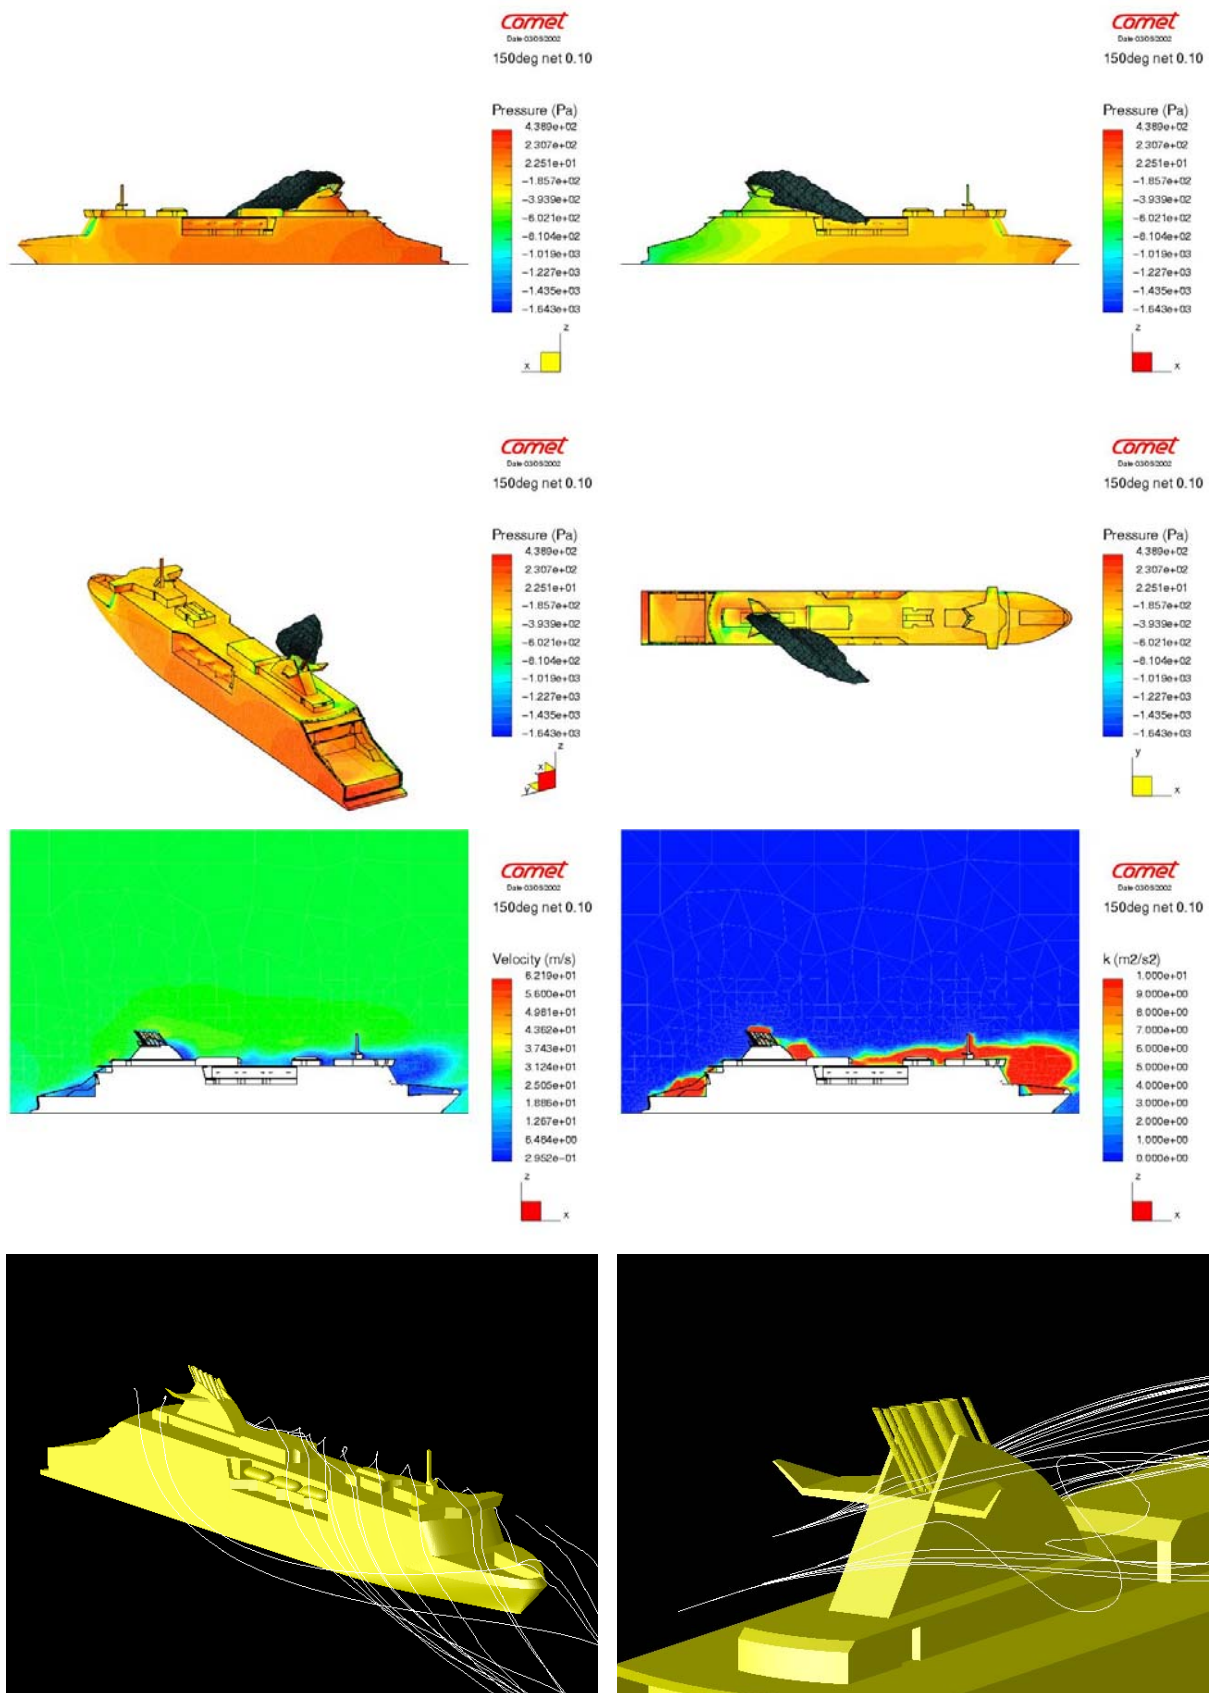 Comet
Date 03/05/2002
150deg net 0.10
Pressure (Pa)
4.389e+02
2.307e+02
2.251e+01
−1.857e+02
−3.939e+02
−6.021e+02
−8.104e+02
−1.019e+03
−1.227e+03
−1.435e+03
−1.643e+03
z
x
Comet
150deg net 0.10
Pressure (Pa)
4.389e+02
2.307e+02
2.251e+01
−1.857e+02
−3.939e+02
−6.021e+02
−8.104e+02
−1.019e+03
−1.227e+03
−1.435e+03
−1.643e+03
z
x
Comet
150deg net 0.10
Pressure (Pa)
4.389e+02
2.307e+02
2.251e+01
−1.857e+02
−3.939e+02
−6.021e+02
−8.104e+02
−1.019e+03
−1.227e+03
−1.435e+03
−1.643e+03
z
x
y
Comet
150deg net 0.10
Pressure (Pa)
4.389e+02
2.307e+02
2.251e+01
−1.857e+02
−3.939e+02
−6.021e+02
−8.104e+02
−1.019e+03
−1.227e+03
−1.435e+03
−1.643e+03
y
x
Comet
150deg net 0.10
Velocity (m/s)
6.219e+01
5.600e+01
4.981e+01
4.362e+01
3.743e+01
3.124e+01
2.505e+01
1.886e+01
1.267e+01
6.484e+00
2.952e−01
z
x
Comet
150deg net 0.10
k (m2/s2)
1.000e+01
9.000e+00
8.000e+00
7.000e+00
6.000e+00
5.000e+00
4.000e+00
3.000e+00
2.000e+00
1.000e+00
0.000e+00
z
x